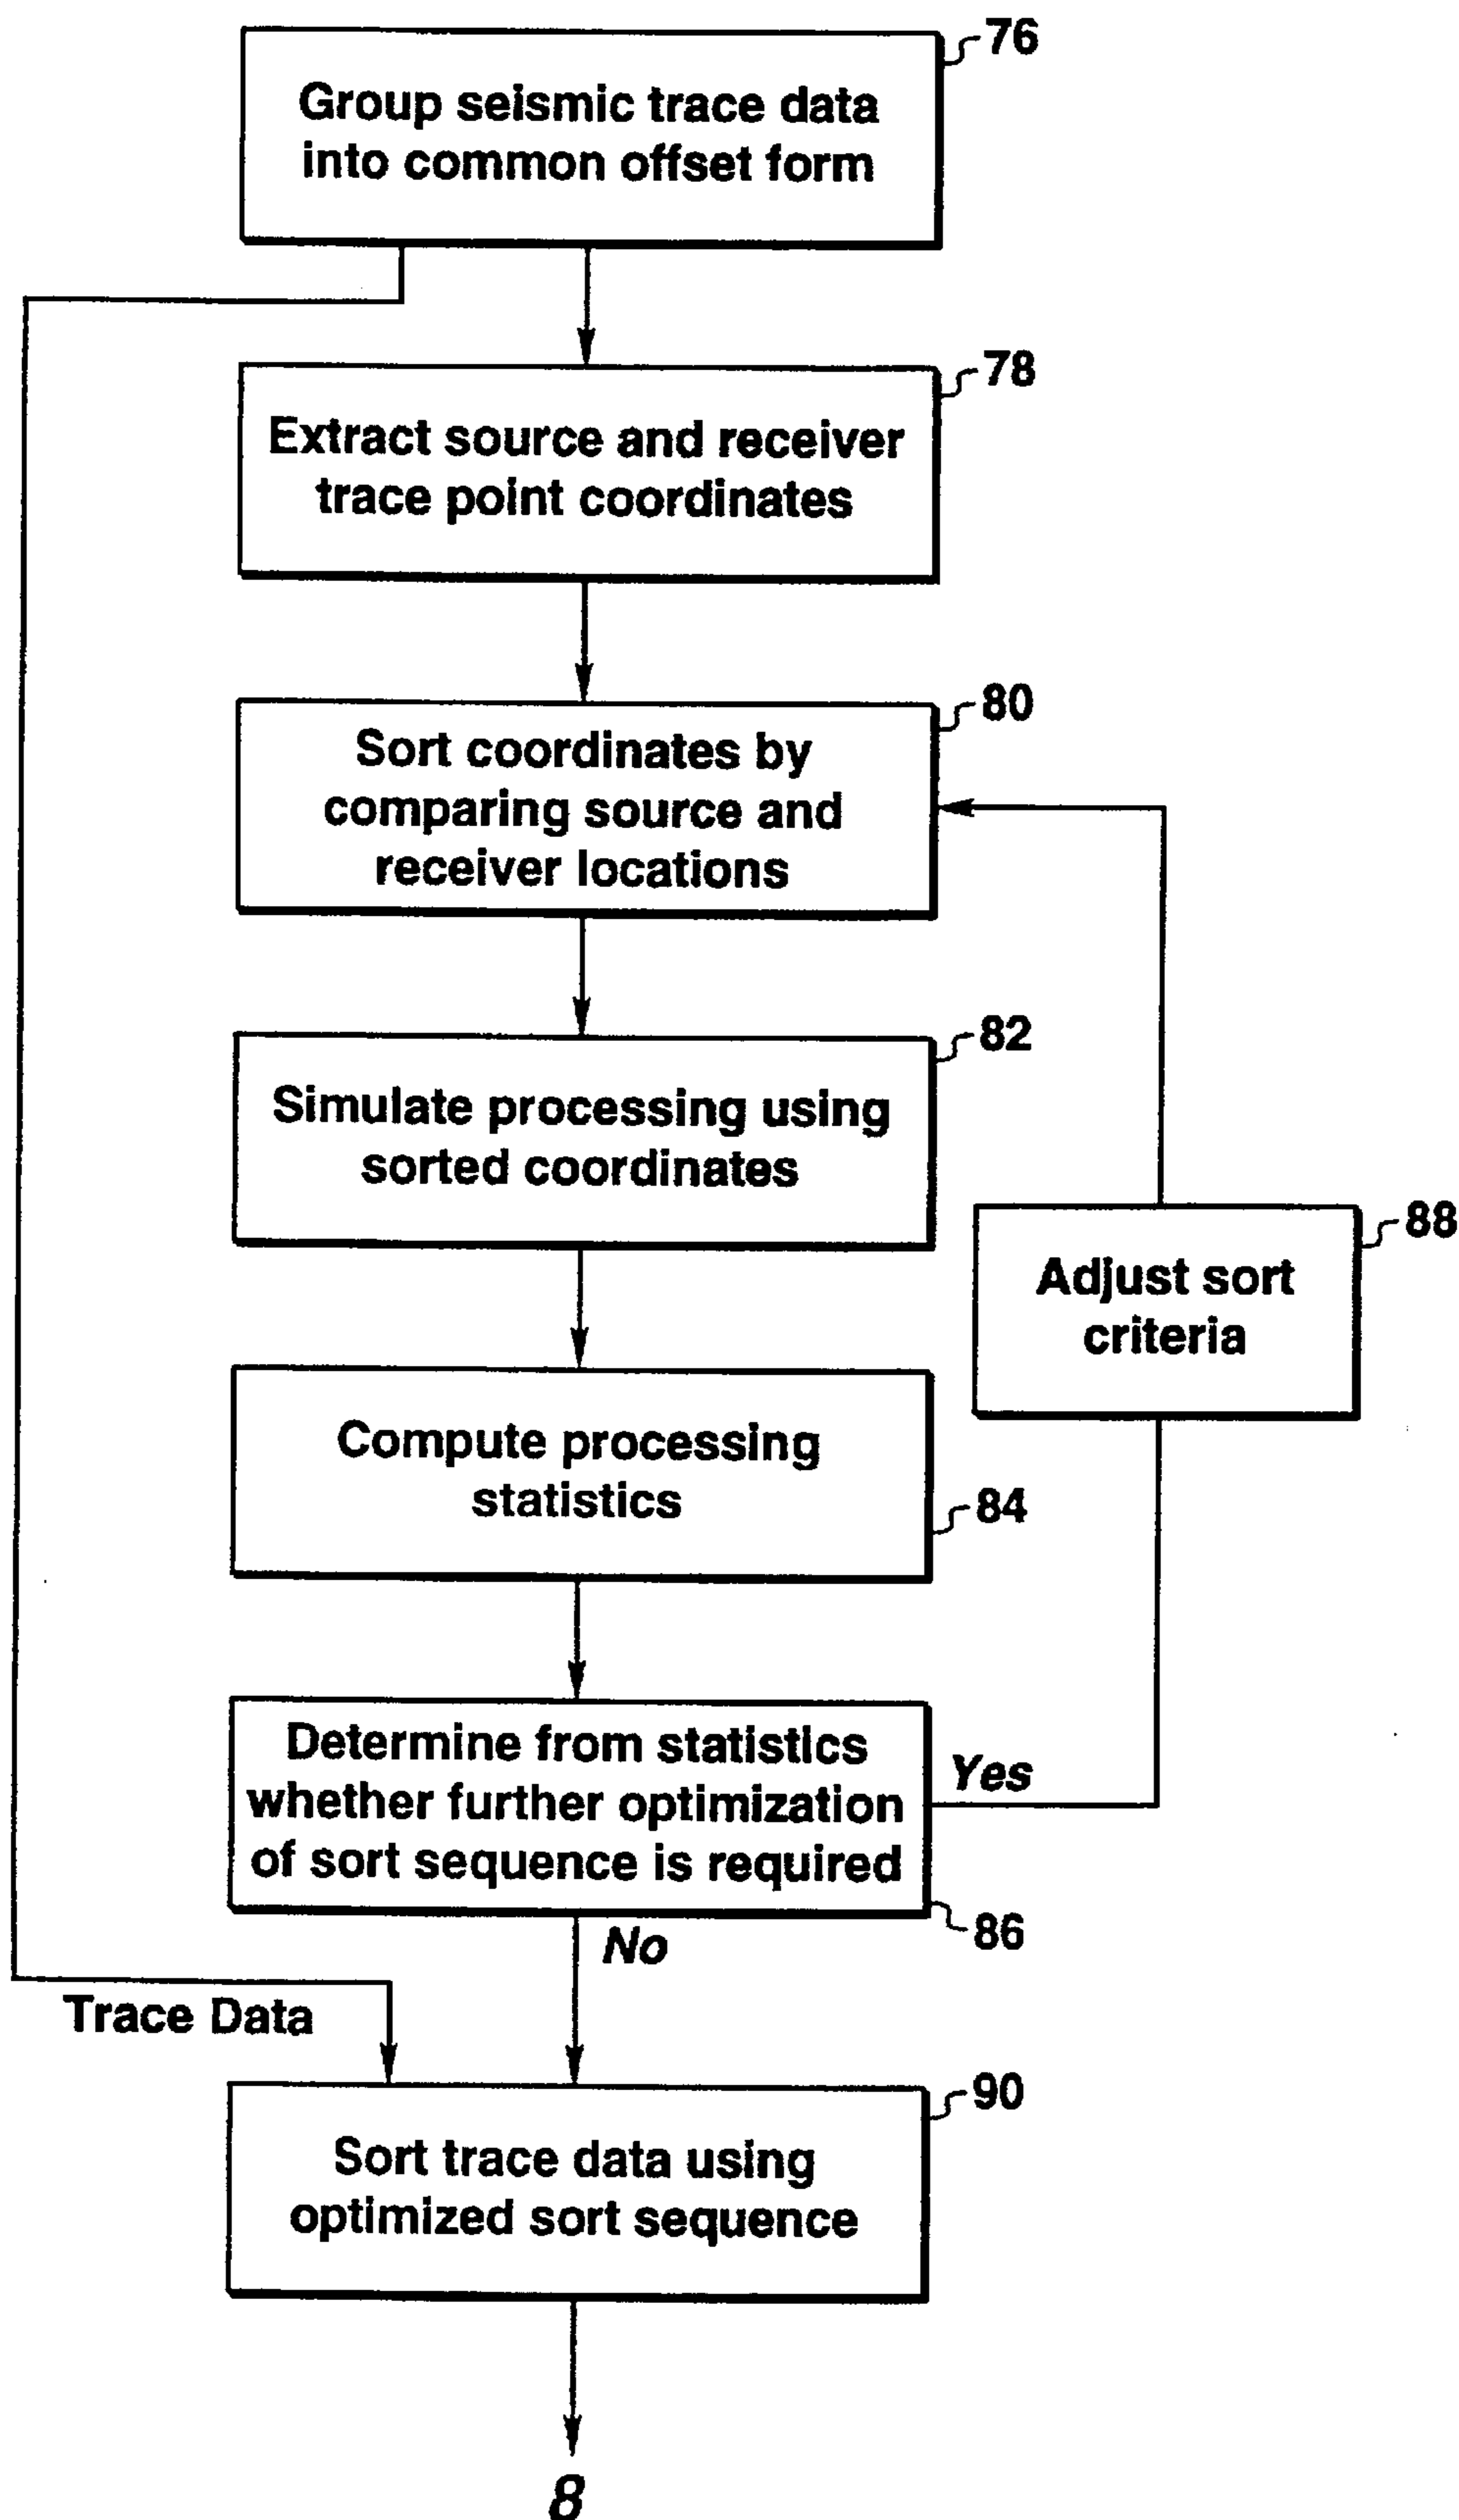 76
Group seismic trace data
into common offset form
78
Extract source and receiver
trace point coordinates
80
Sort coordinates by
comparing source and
receiver locations
82
Simulate processing using
sorted coordinates
88
Adjust sort
criteria
Compute processing
statistics
84
Determine from statistics
whether further optimization
of sort sequence is required
Yes
86
No
Trace Data
90
Sort trace data using
optimized sort sequence
8